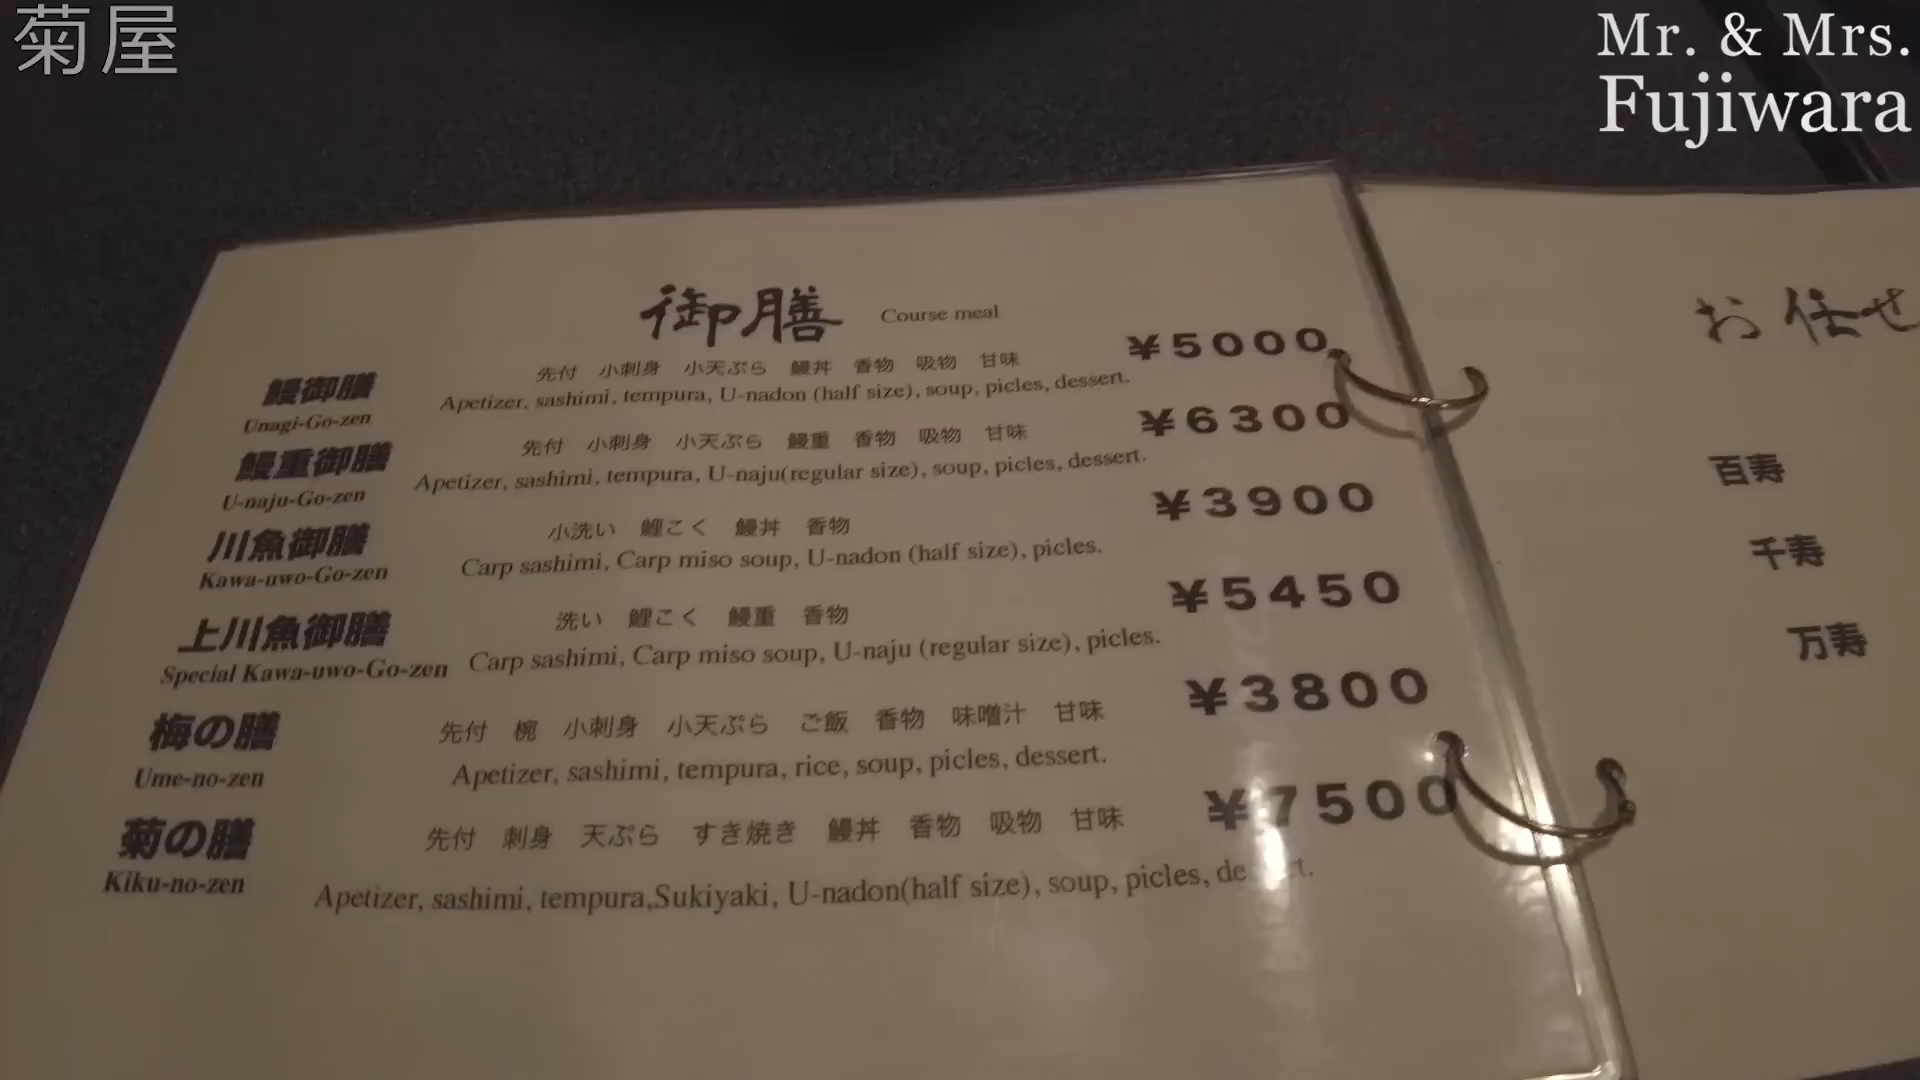 菊屋
Mr. & Mrs.
Fujiwara
御膳 Course meal
鰻御膳 先付 小刺身 小天ぷら 鰻丼 香物 吸物 甘味 ¥5000
Unagi-Go-zen Apetizer, sashimi, tempura, U-nadon (half size), soup, picles, dessert.
鰻重御膳 先付 小刺身 小天ぷら 鰻重 香物 吸物 甘味 ¥6300
U-naju-Go-zen Apetizer, sashimi, tempura, U-naju(regular size), soup, picles, dessert.
川魚御膳 小洗い 鯉こく 鰻丼 香物 ¥3900
Kawa-uwo-Go-zen Carp sashimi, Carp miso soup, U-nadon (half size), picles.
上川魚御膳 洗い 鯉こく 鰻重 香物 ¥5450
Special Kawa-uwo-Go-zen Carp sashimi, Carp miso soup, U-naju (regular size), picles.
梅の膳 先付 椀 小刺身 小天ぷら ご飯 香物 味噌汁 甘味 ¥3800
Ume-no-zen Apetizer, sashimi, tempura, rice, soup, picles, dessert.
菊の膳 先付 刺身 天ぷら すき焼き 鰻丼 香物 吸物 甘味 ¥7500
Kiku-no-zen Apetizer, sashimi, tempura,Sukiyaki, U-nadon(half size), soup, picles,
お任せ
百寿
千寿
万寿